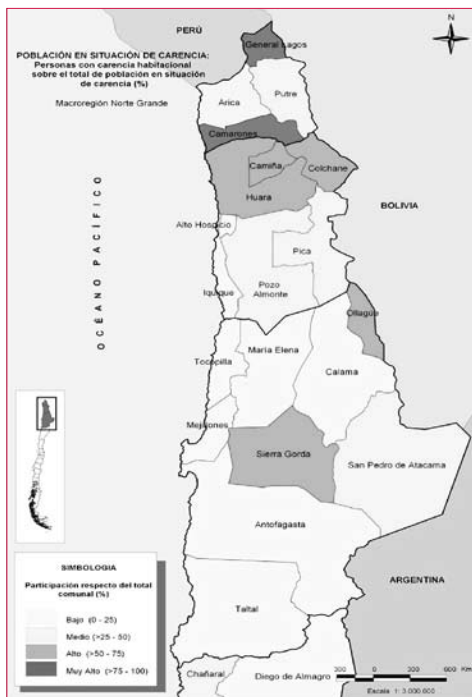 PERÚ
N
General Lagos
POBLACIÓN EN SITUACIÓN DE CARENCIA:
Personas con carencia habitacional
sobre el total de población en situación
de carencia (%)
Macroregión Norte Grande
Putre
Arica
Camarones
Camiña
Colchane
Huara
BOLIVIA
OCÉANO PACÍFICO
Alto Hospicio
Pica
Iquique
Pozo
Almonte
Ollagüe
María Elena
Tocopilla
Calama
Mejillones
Sierra Gorda
San Pedro de Atacama
Antofagasta
SIMBOLOGIA
Participación respecto del total
comunal (%)
Bajo (0 - 25)
Medio (>25 - 50)
Alto (>50 - 75)
Muy Alto (>75 - 100)
ARGENTINA
Taltal
Chañaral
Diego de Almagro
300 0 300 600 Km
Escala 1: 3.000.000